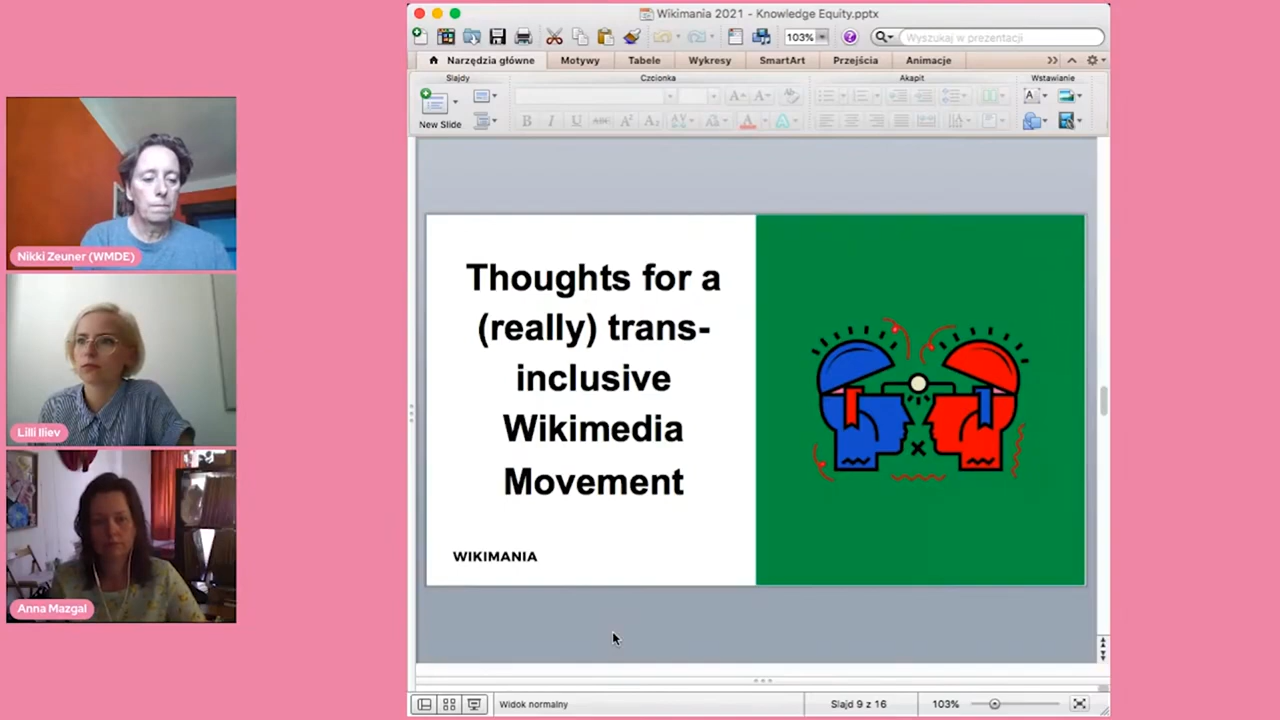 Wikimania 2021 - Knowledge Equity.pptx
103%
Wyszukaj w prezentacji
Narzędzia główne
Motywy
Tabele
Wykresy
SmartArt
Przejścia
Animacje
Slajdy
Czcionka
Akapit
Wstawianie
New Slide
Nikki Zeuner (WMDE)
Lilli Iliev
Anna Mazgal
Thoughts for a
(really) trans-
inclusive
Wikimedia
Movement
WIKIMANIA
Widok normalny
Slajd 9 z 16
103%